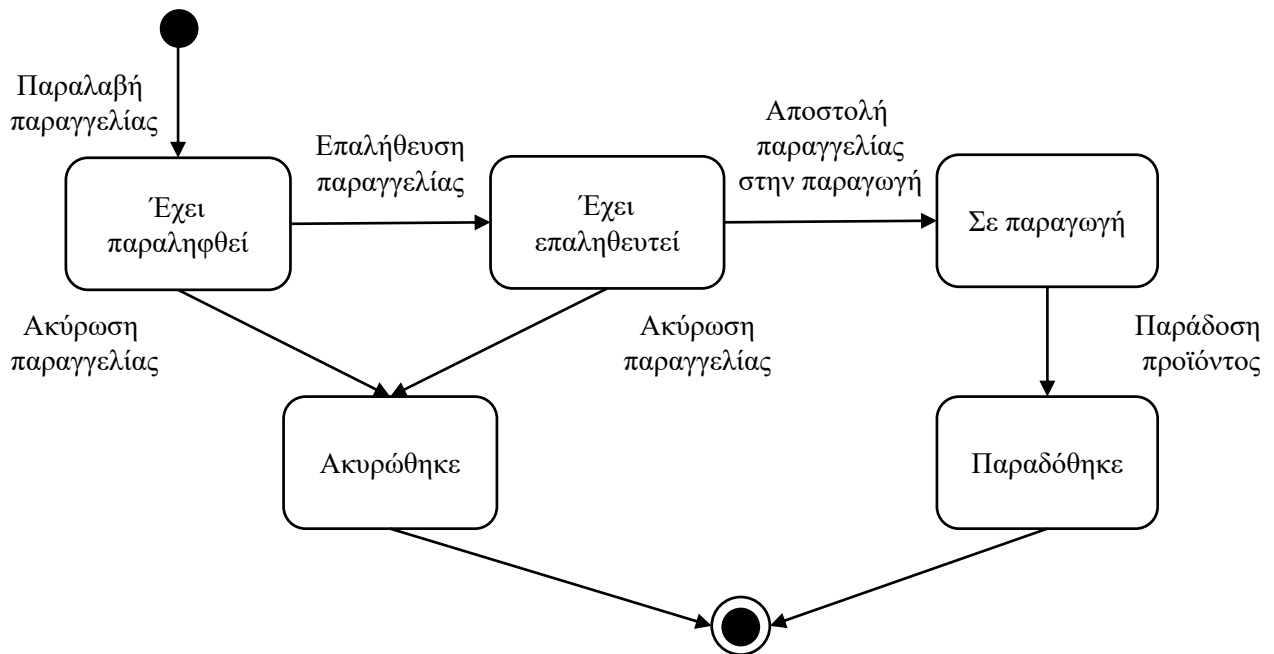 Παραλαβή
παραγγελίας
Επαλήθευση
παραγγελίας
Αποστολή
παραγγελίας
στην παραγωγή
Έχει
παραληφθεί
Έχει
επαληθευτεί
Σε παραγωγή
Ακύρωση
παραγγελίας
Ακύρωση
παραγγελίας
Παράδοση
προϊόντος
Ακυρώθηκε
Παραδόθηκε